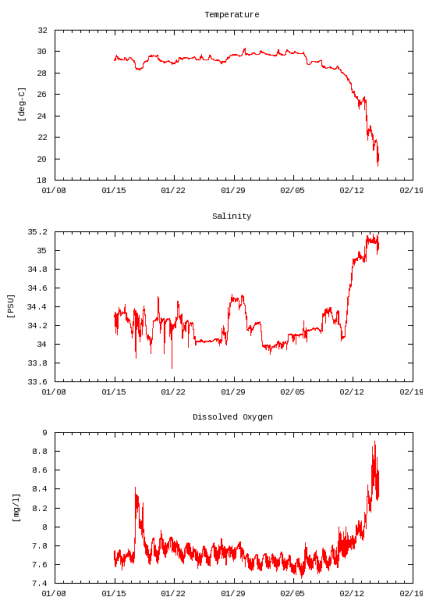 Temperature
32
30
28
26
24
22
20
18
[deg-C]
01/08 01/15 01/22 01/29 02/05 02/12 02/19
Salinity
35.2
35
34.8
34.6
34.4
34.2
34
33.8
33.6
[PSU]
01/08 01/15 01/22 01/29 02/05 02/12 02/19
Dissolved Oxygen
9
8.8
8.6
8.4
8.2
8
7.8
7.6
7.4
[mg/l]
01/08 01/15 01/22 01/29 02/05 02/12 02/19